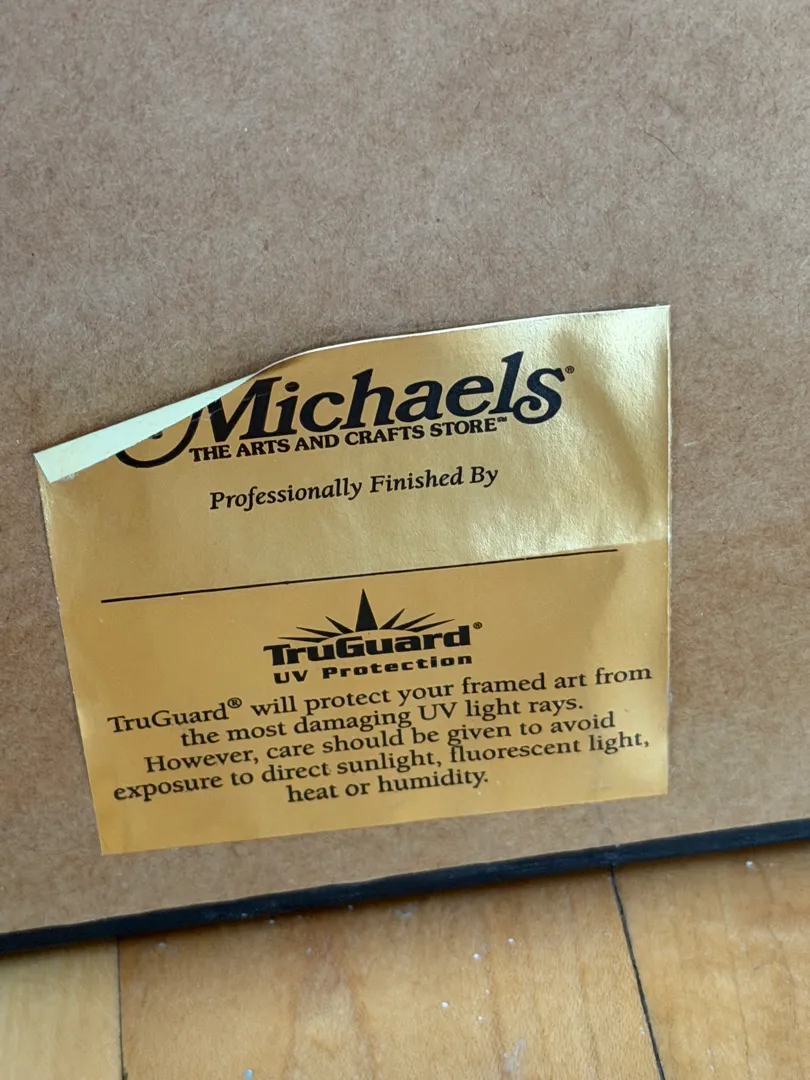 Michaels®
THE ARTS AND CRAFTS STORE℠
Professionally Finished By
TruGuard®
UV Protection
TruGuard® will protect your framed art from
the most damaging UV light rays.
However, care should be given to avoid
exposure to direct sunlight, fluorescent light,
heat or humidity.